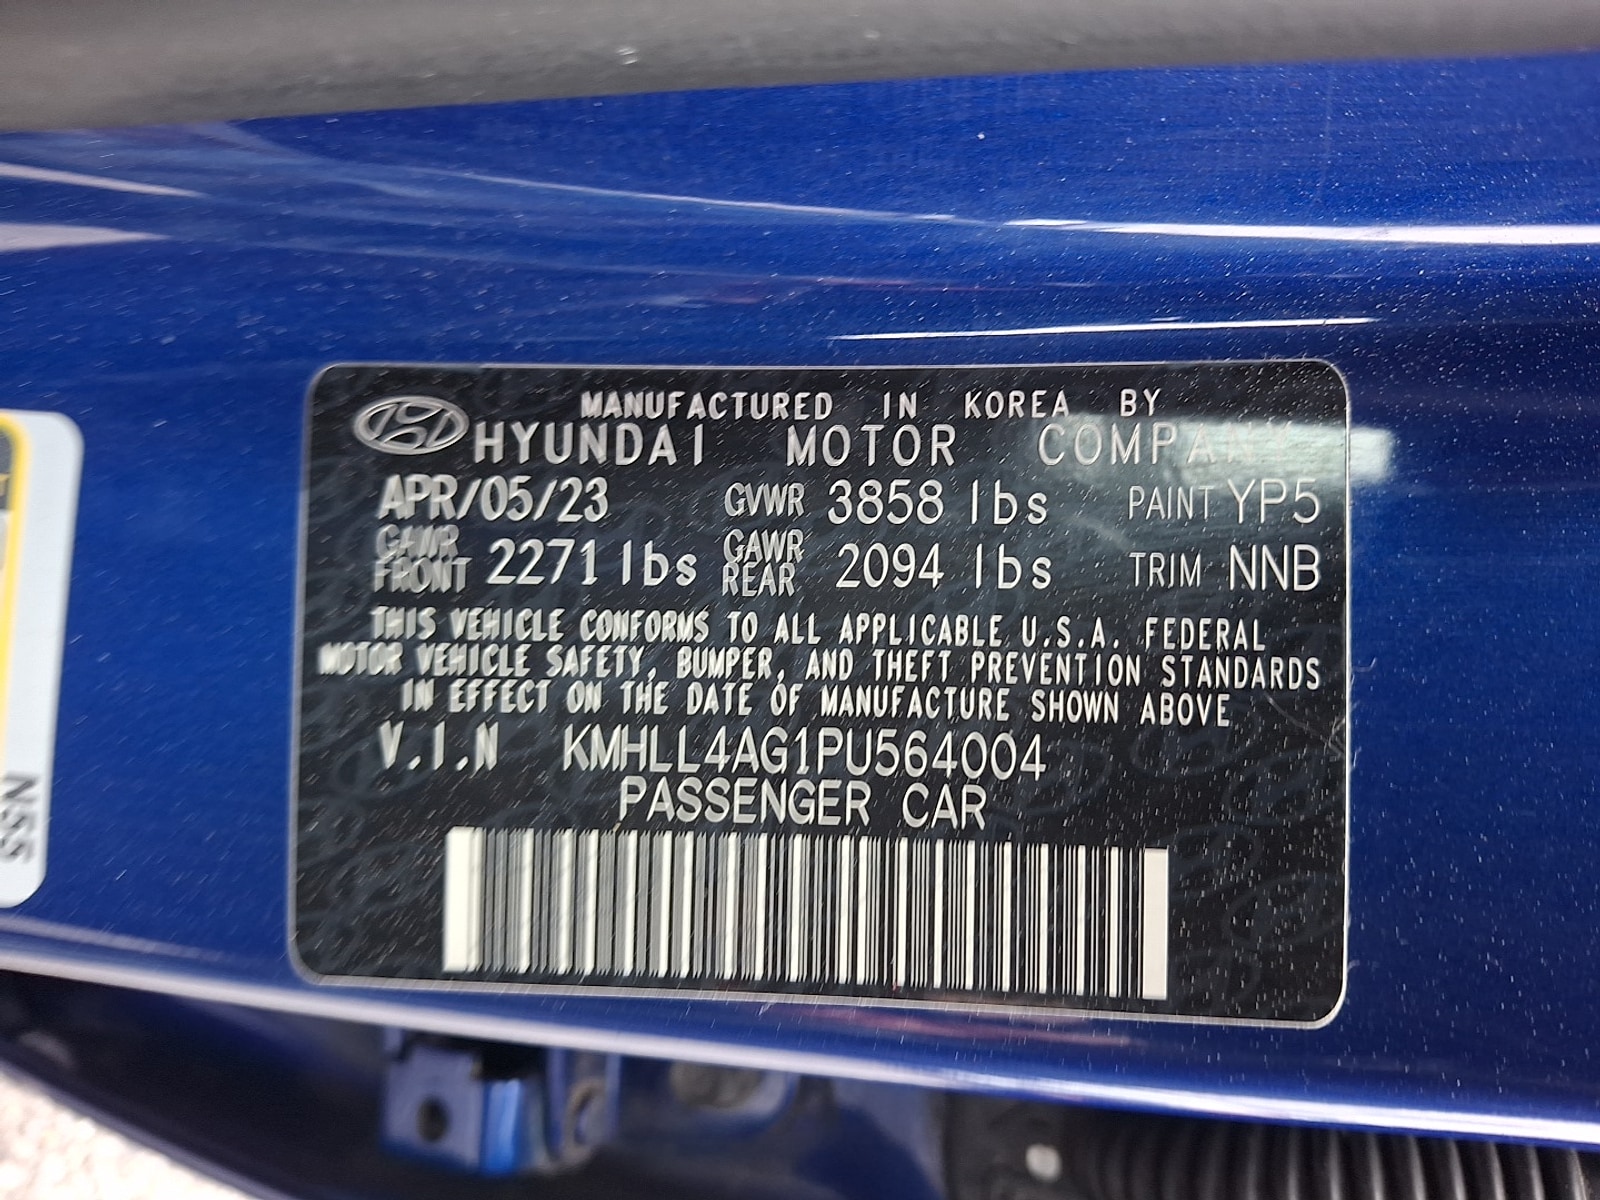 MANUFACTURED IN KOREA BY
HYUNDAI MOTOR COMPANY
APR/05/23 GVWR 3858 lbs PAINT YP5
GAWR FRONT 2271 lbs GAWR REAR 2094 lbs TRIM NNB
THIS VEHICLE CONFORMS TO ALL APPLICABLE U.S.A. FEDERAL
MOTOR VEHICLE SAFETY, BUMPER, AND THEFT PREVENTION STANDARDS
IN EFFECT ON THE DATE OF MANUFACTURE SHOWN ABOVE
V.I.N KMHLL4AG1PU564004
PASSENGER CAR
NSS